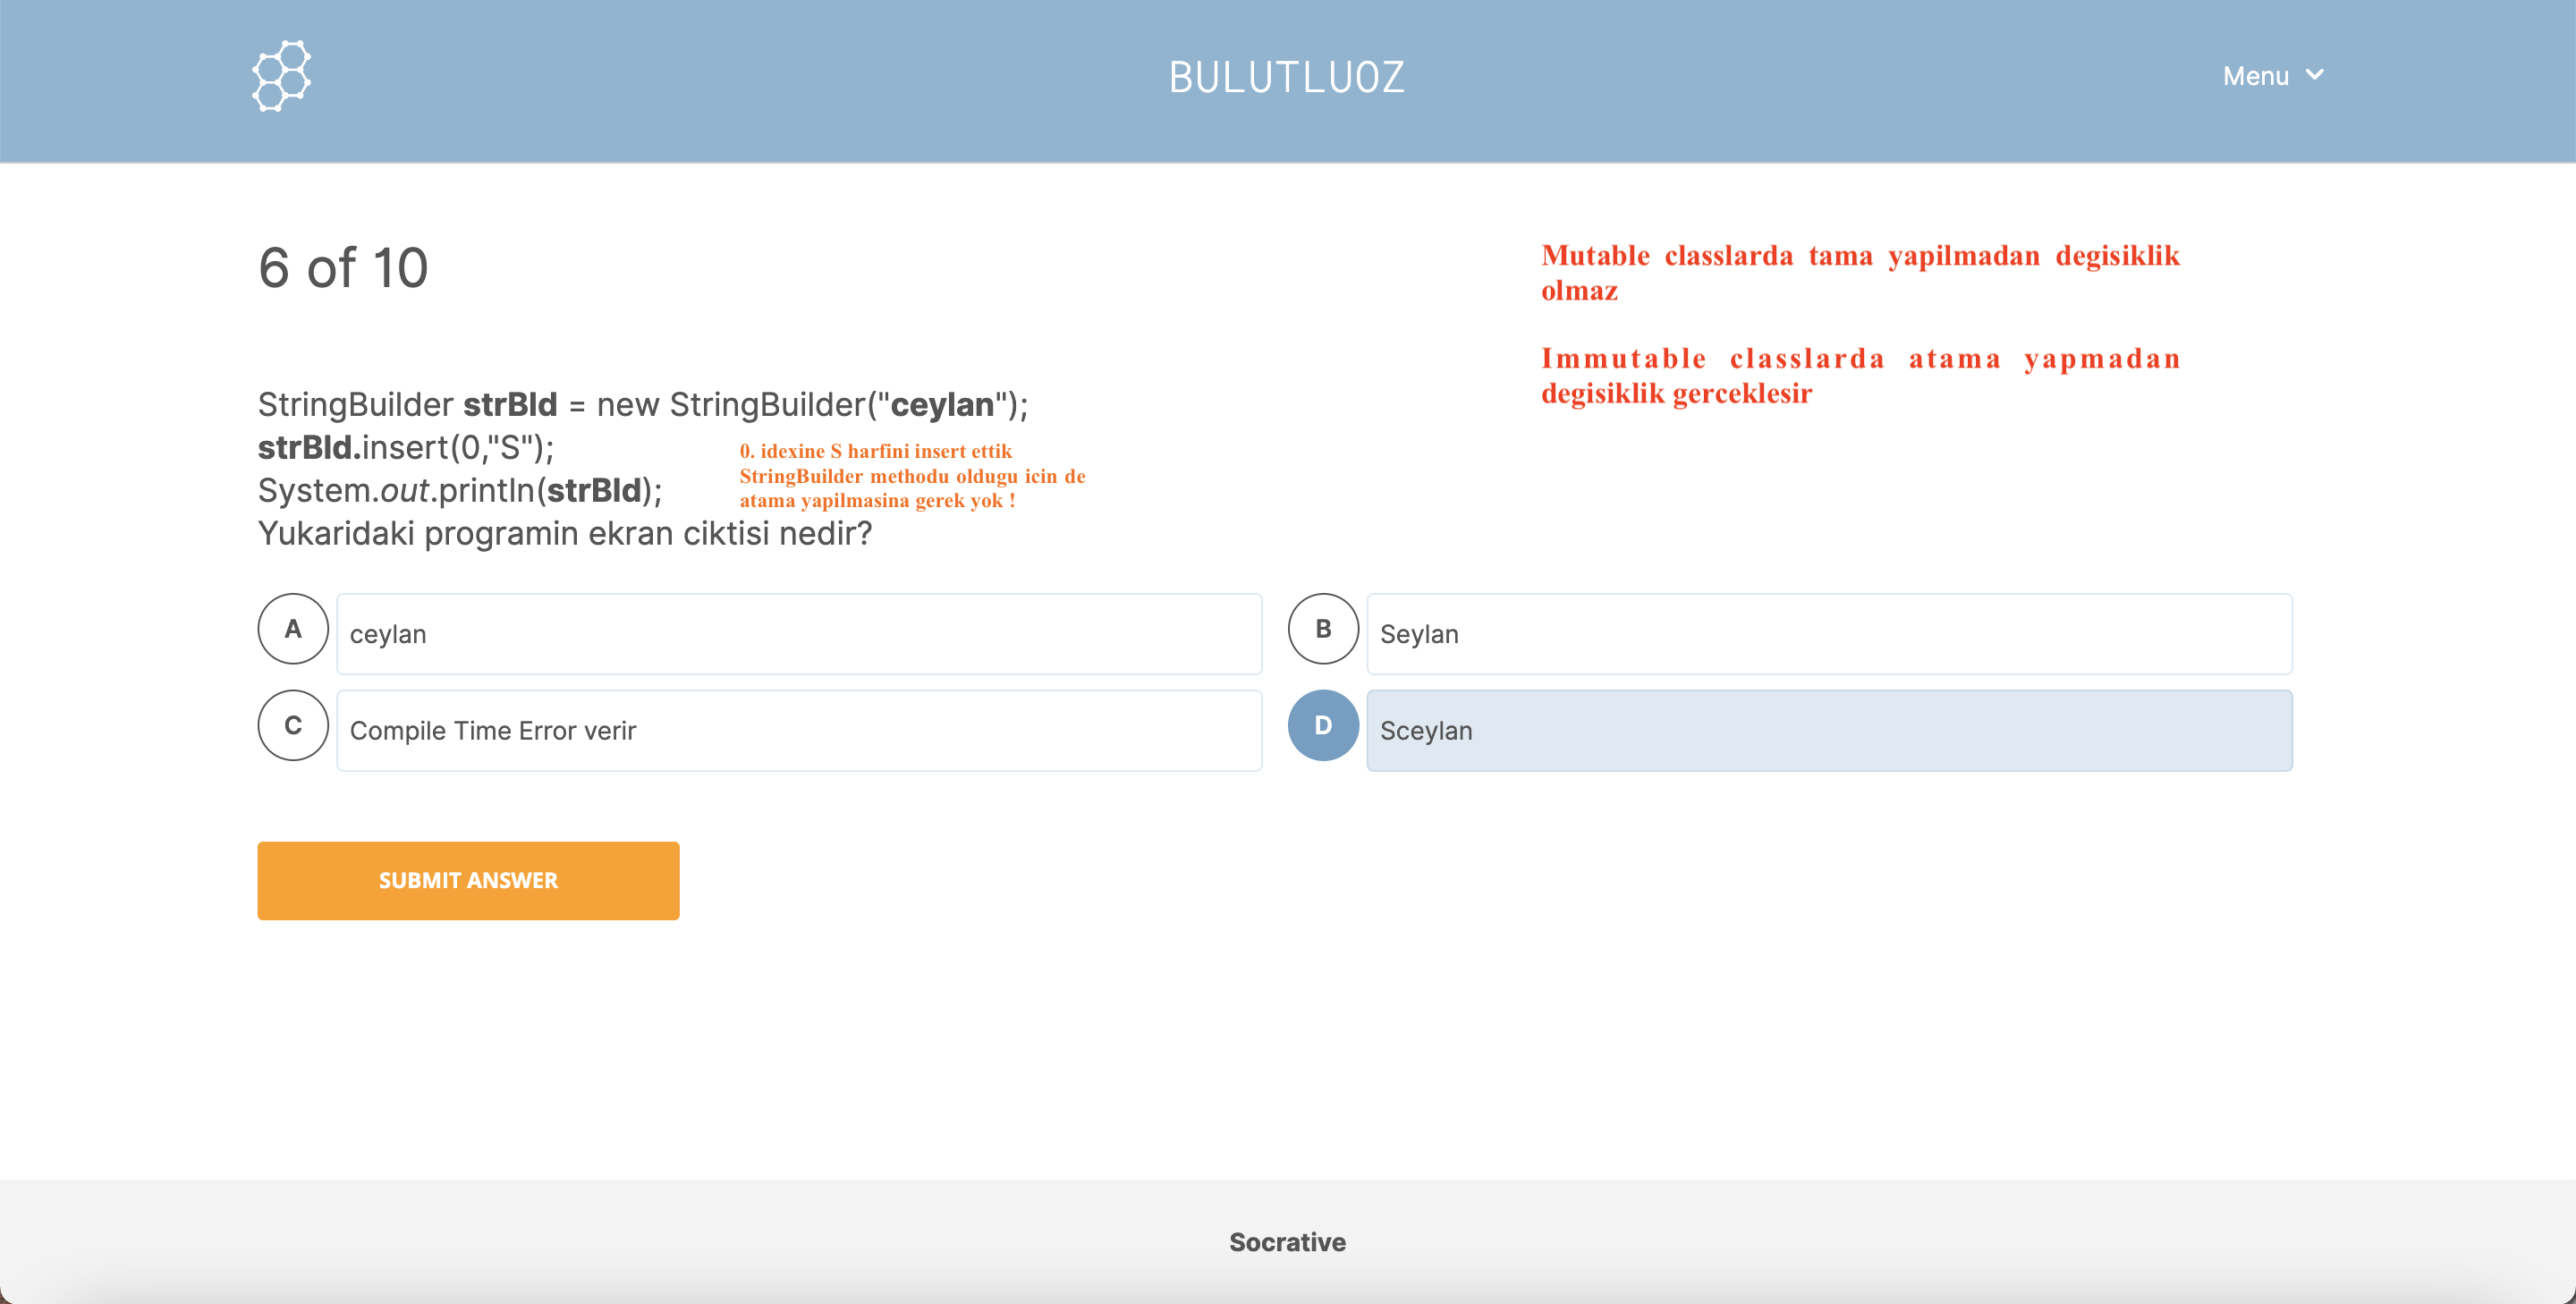 BULUTLUOZ
Menu
6 of 10
Mutable classlarda tama yapilmadan degisiklik
olmaz
Immutable classlarda atama yapmadan
degisiklik gerceklesir
StringBuilder strBld = new StringBuilder("ceylan");
strBld.insert(0,"S");
System.out.println(strBld);
0. idexine S harfini insert ettik
StringBuilder methodu oldugu icin de
atama yapilmasina gerek yok !
Yukaridaki programin ekran ciktisi nedir?
A ceylan
B Seylan
C Compile Time Error verir
D Sceylan
SUBMIT ANSWER
Socrative